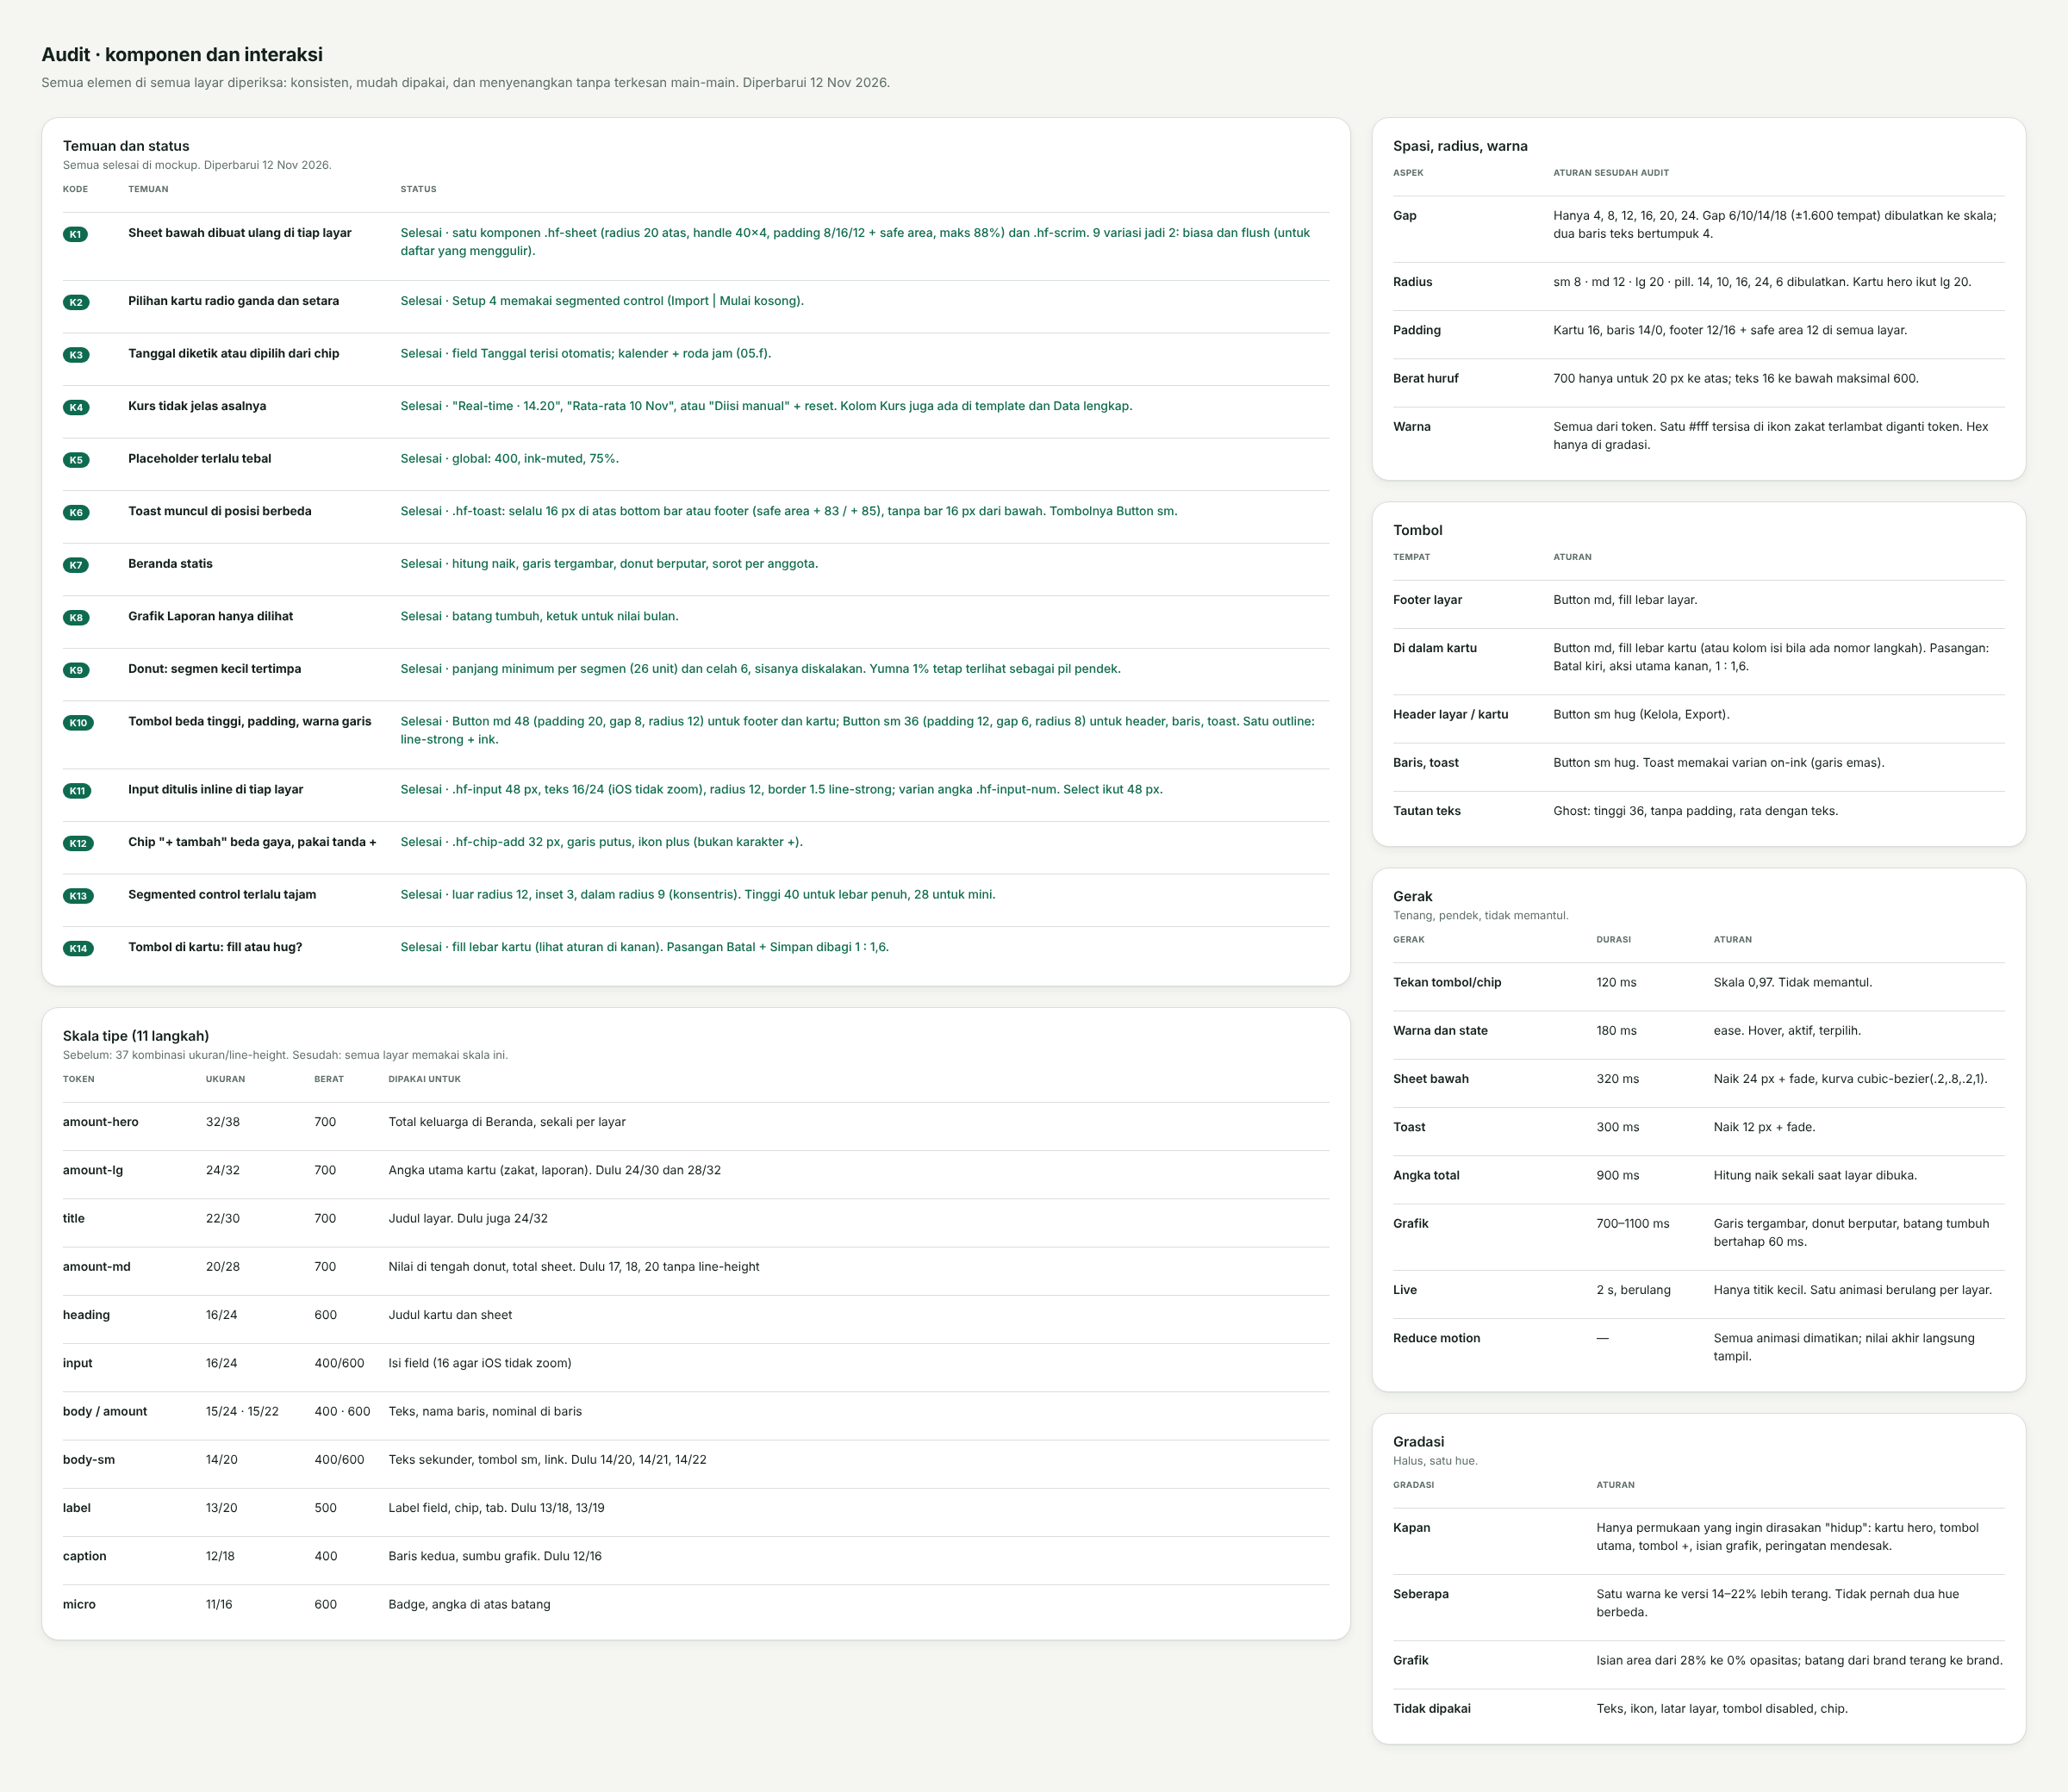 Audit · komponen dan interaksi
Semua elemen di semua layar diperiksa: konsisten, mudah dipakai, dan menyenangkan tanpa terkesan main-main. Diperbarui 12 Nov 2026.
Temuan dan status
Semua selesai di mockup. Diperbarui 12 Nov 2026.
KODE TEMUAN STATUS
K1 Sheet bawah dibuat ulang di tiap layar Selesai · satu komponen .hf-sheet (radius 20 atas, handle 40×4, padding 8/16/12 + safe area, maks 88%) dan .hf-scrim. 9 variasi jadi 2: biasa dan flush (untuk
daftar yang menggulir).
K2 Pilihan kartu radio ganda dan setara Selesai · Setup 4 memakai segmented control (Import | Mulai kosong).
K3 Tanggal diketik atau dipilih dari chip Selesai · field Tanggal terisi otomatis; kalender + roda jam (05.f).
K4 Kurs tidak jelas asalnya Selesai · "Real-time · 14.20", "Rata-rata 10 Nov", atau "Diisi manual" + reset. Kolom Kurs juga ada di template dan Data lengkap.
K5 Placeholder terlalu tebal Selesai · global: 400, ink-muted, 75%.
K6 Toast muncul di posisi berbeda Selesai · .hf-toast: selalu 16 px di atas bottom bar atau footer (safe area + 83 / + 85), tanpa bar 16 px dari bawah. Tombolnya Button sm.
K7 Beranda statis Selesai · hitung naik, garis tergambar, donut berputar, sorot per anggota.
K8 Grafik Laporan hanya dilihat Selesai · batang tumbuh, ketuk untuk nilai bulan.
K9 Donut: segmen kecil tertimpa Selesai · panjang minimum per segmen (26 unit) dan celah 6, sisanya diskalakan. Yumna 1% tetap terlihat sebagai pil pendek.
K10 Tombol beda tinggi, padding, warna garis Selesai · Button md 48 (padding 20, gap 8, radius 12) untuk footer dan kartu; Button sm 36 (padding 12, gap 6, radius 8) untuk header, baris, toast. Satu outline:
line-strong + ink.
K11 Input ditulis inline di tiap layar Selesai · .hf-input 48 px, teks 16/24 (iOS tidak zoom), radius 12, border 1.5 line-strong; varian angka .hf-input-num. Select ikut 48 px.
K12 Chip "+ tambah" beda gaya, pakai tanda + Selesai · .hf-chip-add 32 px, garis putus, ikon plus (bukan karakter +).
K13 Segmented control terlalu tajam Selesai · luar radius 12, inset 3, dalam radius 9 (konsentris). Tinggi 40 untuk lebar penuh, 28 untuk mini.
K14 Tombol di kartu: fill atau hug? Selesai · fill lebar kartu (lihat aturan di kanan). Pasangan Batal + Simpan dibagi 1 : 1,6.
Skala tipe (11 langkah)
Sebelum: 37 kombinasi ukuran/line-height. Sesudah: semua layar memakai skala ini.
TOKEN UKURAN BERAT DIPAKAI UNTUK
amount-hero 32/38 700 Total keluarga di Beranda, sekali per layar
amount-lg 24/32 700 Angka utama kartu (zakat, laporan). Dulu 24/30 dan 28/32
title 22/30 700 Judul layar. Dulu juga 24/32
amount-md 20/28 700 Nilai di tengah donut, total sheet. Dulu 17, 18, 20 tanpa line-height
heading 16/24 600 Judul kartu dan sheet
input 16/24 400/600 Isi field (16 agar iOS tidak zoom)
body / amount 15/24 · 15/22 400 · 600 Teks, nama baris, nominal di baris
body-sm 14/20 400/600 Teks sekunder, tombol sm, link. Dulu 14/20, 14/21, 14/22
label 13/20 500 Label field, chip, tab. Dulu 13/18, 13/19
caption 12/18 400 Baris kedua, sumbu grafik. Dulu 12/16
micro 11/16 600 Badge, angka di atas batang
Spasi, radius, warna
ASPEK ATURAN SESUDAH AUDIT
Gap Hanya 4, 8, 12, 16, 20, 24. Gap 6/10/14/18 (±1.600 tempat) dibulatkan ke skala;
dua baris teks bertumpuk 4.
Radius sm 8 · md 12 · lg 20 · pill. 14, 10, 16, 24, 6 dibulatkan. Kartu hero ikut lg 20.
Padding Kartu 16, baris 14/0, footer 12/16 + safe area 12 di semua layar.
Berat huruf 700 hanya untuk 20 px ke atas; teks 16 ke bawah maksimal 600.
Warna Semua dari token. Satu #fff tersisa di ikon zakat terlambat diganti token. Hex
hanya di gradasi.
Tombol
TEMPAT ATURAN
Footer layar Button md, fill lebar layar.
Di dalam kartu Button md, fill lebar kartu (atau kolom isi bila ada nomor langkah). Pasangan:
Batal kiri, aksi utama kanan, 1 : 1,6.
Header layar / kartu Button sm hug (Kelola, Export).
Baris, toast Button sm hug. Toast memakai varian on-ink (garis emas).
Tautan teks Ghost: tinggi 36, tanpa padding, rata dengan teks.
Gerak
Tenang, pendek, tidak memantul.
GERAK DURASI ATURAN
Tekan tombol/chip 120 ms Skala 0,97. Tidak memantul.
Warna dan state 180 ms ease. Hover, aktif, terpilih.
Sheet bawah 320 ms Naik 24 px + fade, kurva cubic-bezier(.2,.8,.2,1).
Toast 300 ms Naik 12 px + fade.
Angka total 900 ms Hitung naik sekali saat layar dibuka.
Grafik 700–1100 ms Garis tergambar, donut berputar, batang tumbuh
bertahap 60 ms.
Live 2 s, berulang Hanya titik kecil. Satu animasi berulang per layar.
Reduce motion — Semua animasi dimatikan; nilai akhir langsung
tampil.
Gradasi
Halus, satu hue.
GRADASI ATURAN
Kapan Hanya permukaan yang ingin dirasakan "hidup": kartu hero, tombol
utama, tombol +, isian grafik, peringatan mendesak.
Seberapa Satu warna ke versi 14–22% lebih terang. Tidak pernah dua hue
berbeda.
Grafik Isian area dari 28% ke 0% opasitas; batang dari brand terang ke brand.
Tidak dipakai Teks, ikon, latar layar, tombol disabled, chip.